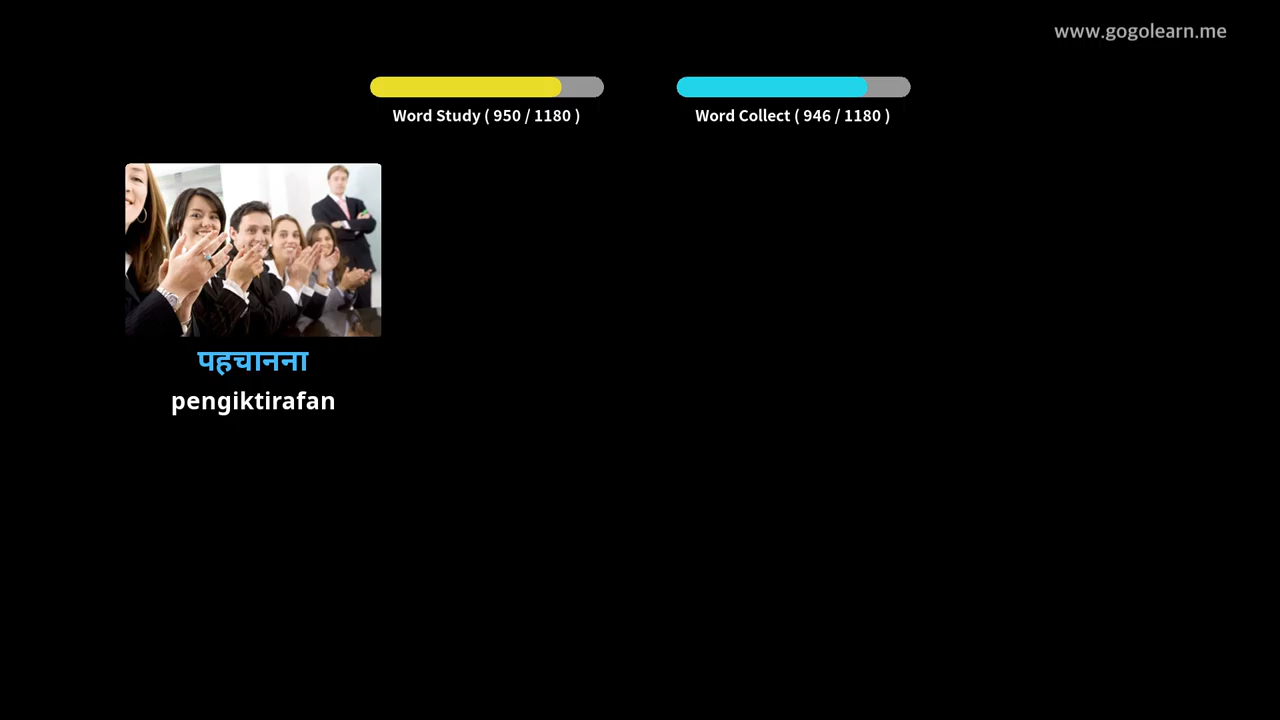 www.gogolearn.me
Word Study ( 950 / 1180 )
Word Collect ( 946 / 1180 )
पहचानना
pengiktirafan